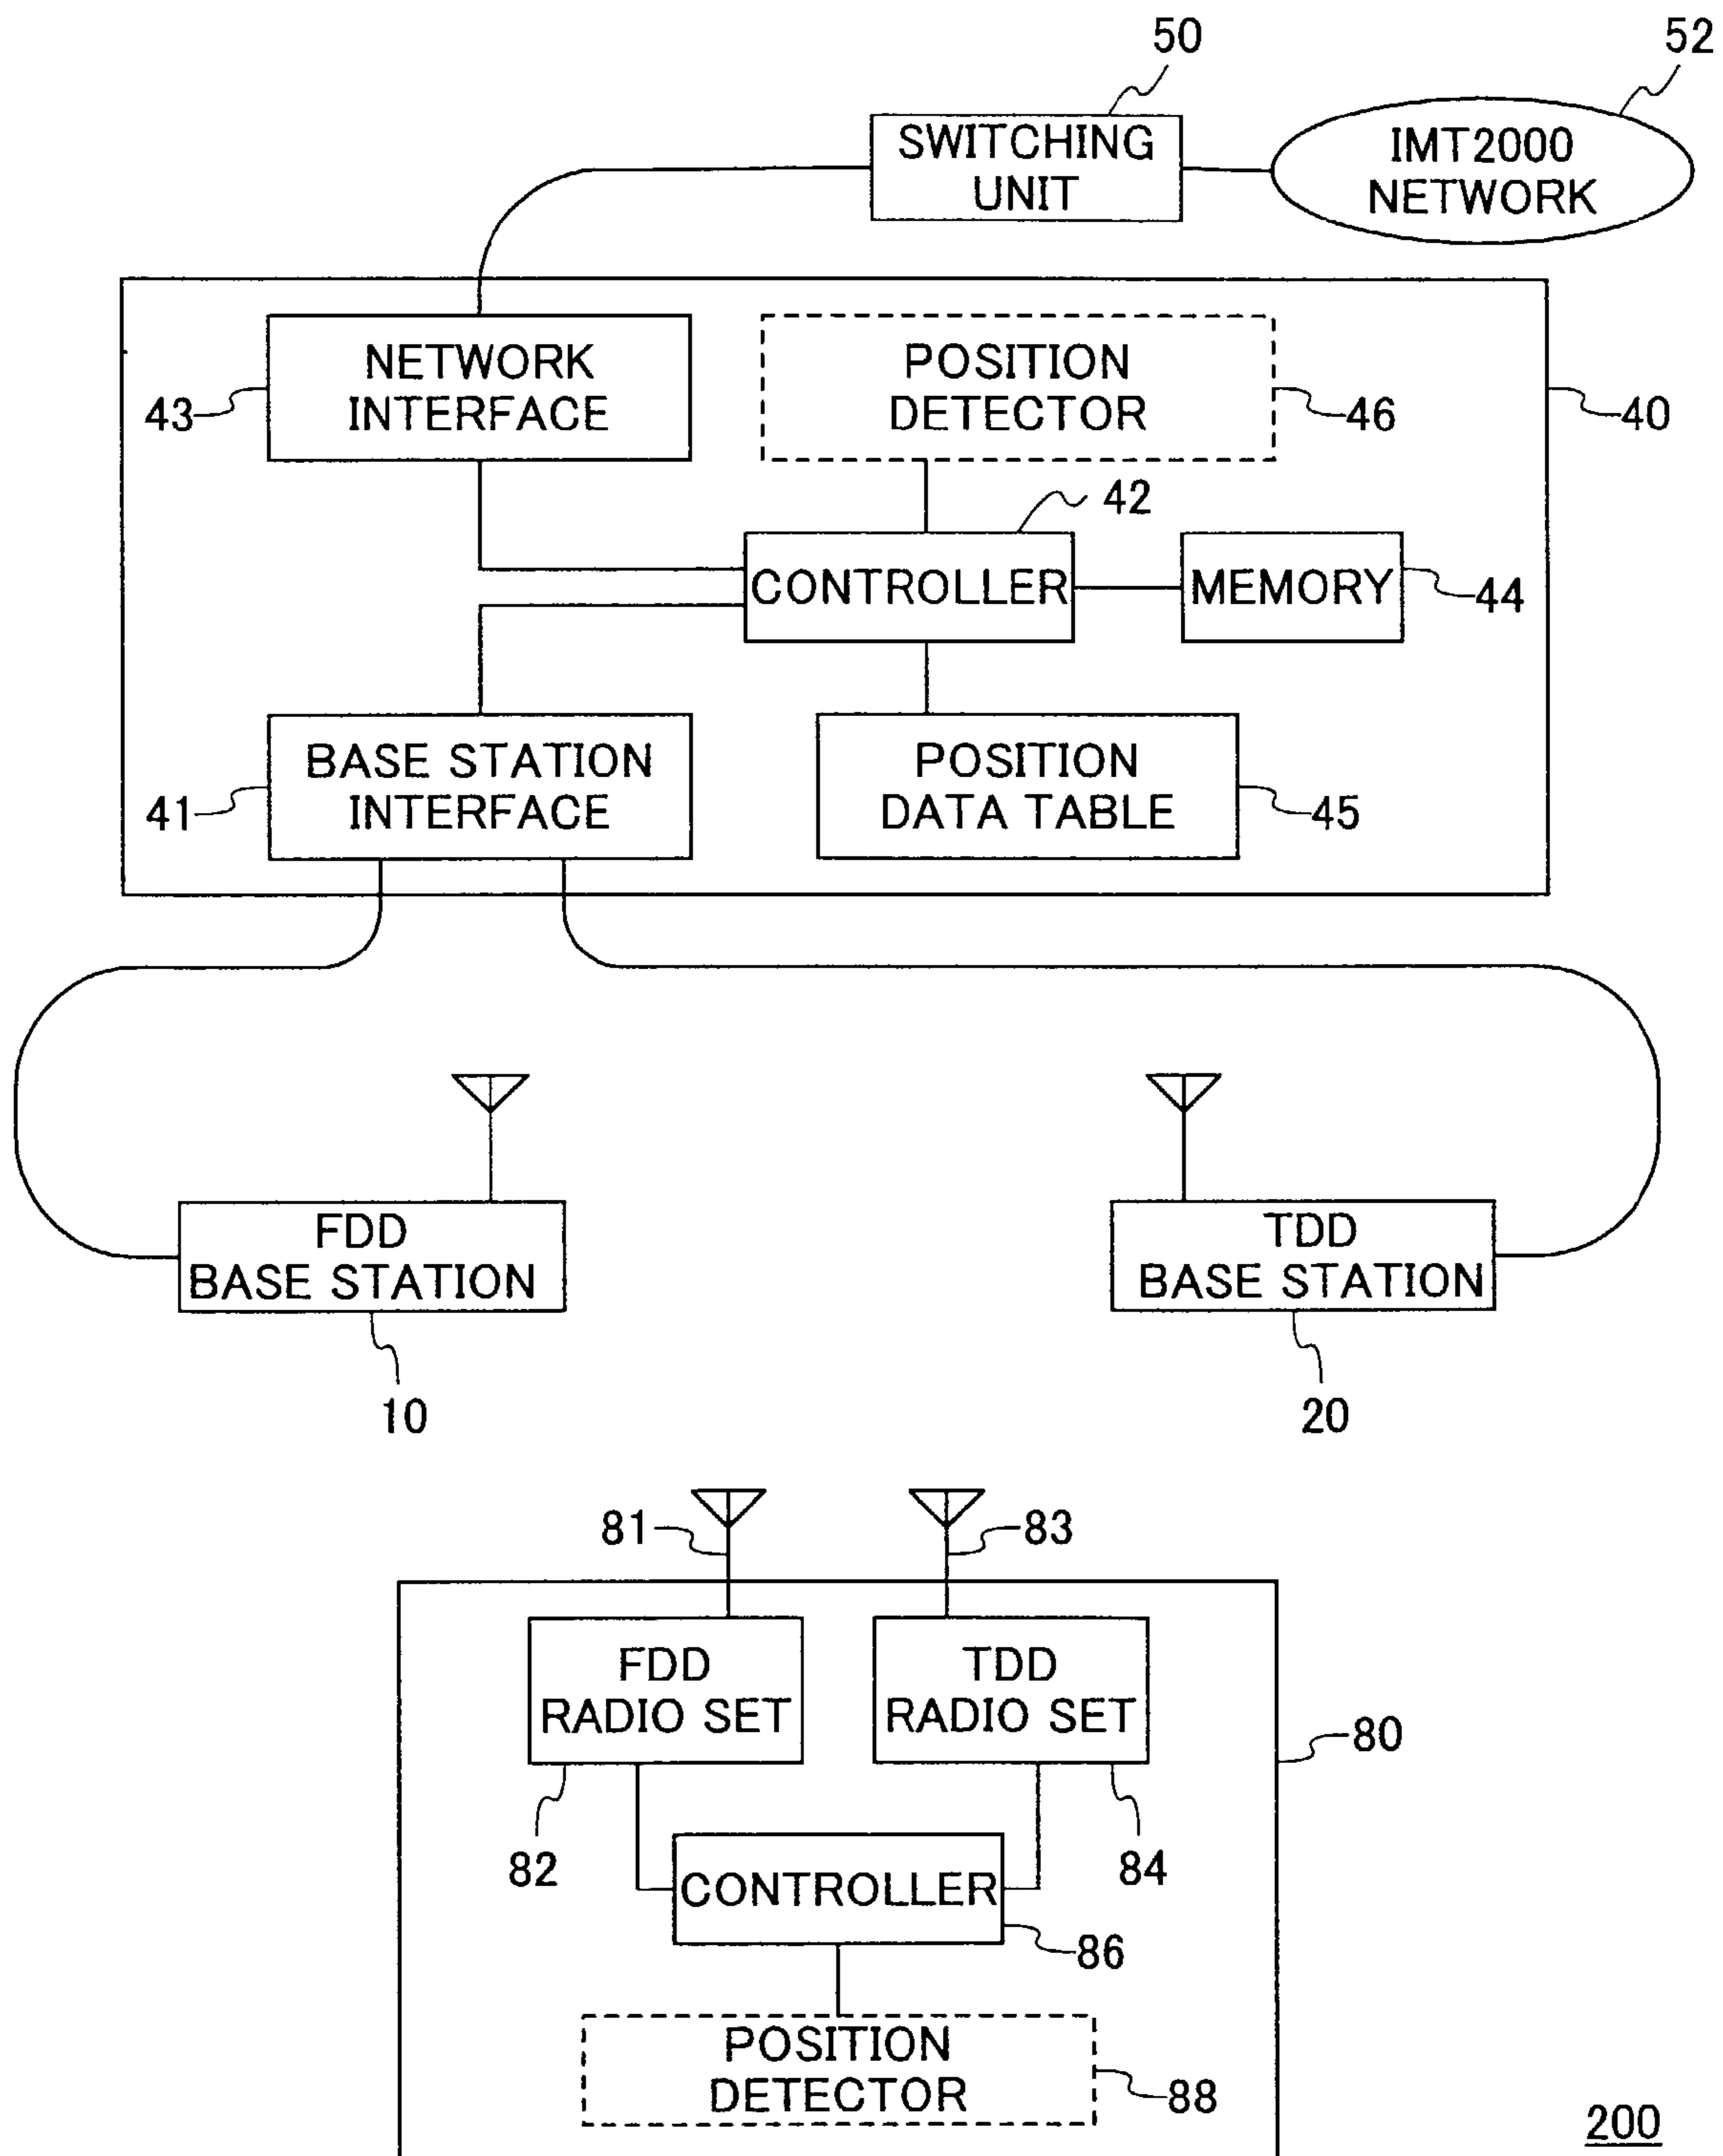 50
52
SWITCHING
UNIT
IMT2000
NETWORK
NETWORK
INTERFACE
43
POSITION
DETECTOR
46
40
42
CONTROLLER
MEMORY
44
BASE STATION
INTERFACE
41
POSITION
DATA TABLE
45
FDD
BASE STATION
10
TDD
BASE STATION
20
81
83
FDD
RADIO SET
TDD
RADIO SET
80
82
84
CONTROLLER
86
POSITION
DETECTOR
88
200